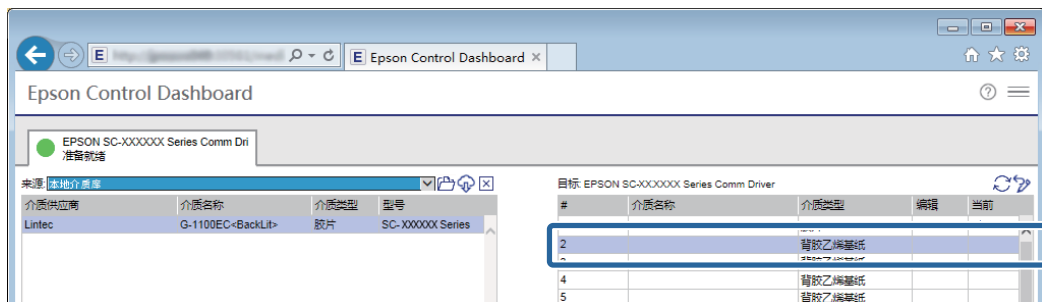 Epson Control Dashboard
Epson Control Dashboard
EPSON SC-XXXXXX Series Comm Dri
准备就绪
来源: 本地介质库
目标: EPSON SC-XXXXXX Series Comm Driver
介质供应商 介质名称 介质类型 型号
# 介质名称 介质类型 编辑 当前
Lintec G-1100EC<BackLit> 胶片 SC-XXXXXX Series
2 背胶乙烯基纸
4 背胶乙烯基纸
5 背胶乙烯基纸